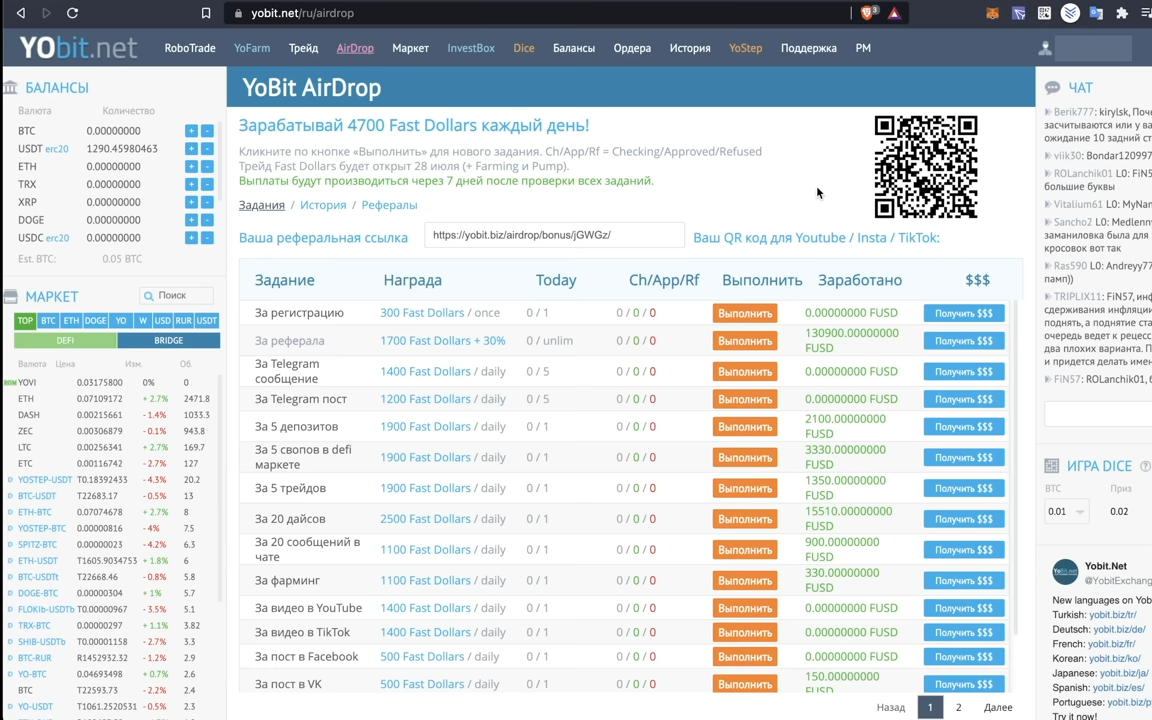 yobit.net/ru/airdrop
3
YObit.net
RoboTrade YoFarm Трейд AirDrop Маркет InvestBox Dice Балансы Ордера История YoStep Поддержка PM
БАЛАНСЫ
Валюта Количество
BTC 0.00000000 + -
USDT erc20 1290.45980463 + -
ETH 0.00000000 + -
TRX 0.00000000 + -
XRP 0.00000000 + -
DOGE 0.00000000 + -
USDC erc20 0.00000000 + -
Est. BTC: 0.05 BTC
МАРКЕТ Поиск
TOP BTC ETH DOGE YO W USD RUR USDT
DEFI BRIDGE
Валюта Цена Изм. Об.
YOVI 0.03175800 0% 0
ETH 0.07109172 + 2.7% 2471.8
DASH 0.00215661 - 1.4% 1033.3
ZEC 0.00306879 - 0.1% 943.8
LTC 0.00256341 + 2.7% 169.7
ETC 0.00116742 - 2.7% 127
D YOSTEP-USDT T0.18392433 - 4.3% 20.2
D BTC-USDT T22683.17 - 0.5% 13
D ETH-BTC 0.07074678 + 2.7% 8
D YOSTEP-BTC 0.00000816 - 4% 7.5
D SPITZ-BTC 0.00000023 - 4.2% 6.3
D ETH-USDT T1605.9034753 + 1.8% 6
D BTC-USDTt T22668.46 - 0.8% 5.8
D DOGE-BTC 0.00000304 + 1% 5.7
D FLOKIb-USDTb T0.00000967 - 3.5% 5.1
D TRX-BTC 0.00000297 + 1.1% 3.82
D SHIB-USDTb T0.00001158 - 2.7% 3.3
D BTC-RUR R1452932.32 - 1.2% 2.9
D YO-BTC 0.04693498 + 0.7% 2.6
BTC T22593.73 - 2.2% 2.4
D YO-USDT T1061.2520531 - 0.5% 2.3
YoBit AirDrop
Зарабатывай 4700 Fast Dollars каждый день!
Кликните по кнопке «Выполнить» для нового задания. Ch/App/Rf = Checking/Approved/Refused
Трейд Fast Dollars будет открыт 28 июля (+ Farming и Pump).
Выплаты будут производиться через 7 дней после проверки всех заданий.
Задания / История / Рефералы
Ваша реферальная ссылка https://yobit.biz/airdrop/bonus/jGWGz/ Ваш QR код для Youtube / Insta / TikTok:
Задание Награда Today Ch/App/Rf Выполнить Заработано $$$
За регистрацию 300 Fast Dollars / once 0 / 1 0 / 0 / 0 Выполнить 0.00000000 FUSD Получить $$$
За реферала 1700 Fast Dollars + 30% 0 / unlim 0 / 0 / 0 Выполнить 130900.00000000 FUSD Получить $$$
За Telegram сообщение 1400 Fast Dollars / daily 0 / 5 0 / 0 / 0 Выполнить 0.00000000 FUSD Получить $$$
За Telegram пост 1200 Fast Dollars / daily 0 / 5 0 / 0 / 0 Выполнить 0.00000000 FUSD Получить $$$
За 5 депозитов 1900 Fast Dollars / daily 0 / 1 0 / 0 / 0 Выполнить 2100.00000000 FUSD Получить $$$
За 5 свопов в defi маркете 1900 Fast Dollars / daily 0 / 1 0 / 0 / 0 Выполнить 3330.00000000 FUSD Получить $$$
За 5 трейдов 1900 Fast Dollars / daily 0 / 1 0 / 0 / 0 Выполнить 1350.00000000 FUSD Получить $$$
За 20 дайсов 2500 Fast Dollars / daily 0 / 1 0 / 0 / 0 Выполнить 15510.00000000 FUSD Получить $$$
За 20 сообщений в чате 1100 Fast Dollars / daily 0 / 1 0 / 0 / 0 Выполнить 900.00000000 FUSD Получить $$$
За фарминг 1100 Fast Dollars / daily 0 / 1 0 / 0 / 0 Выполнить 330.00000000 FUSD Получить $$$
За видео в YouTube 1400 Fast Dollars / daily 0 / 1 0 / 0 / 0 Выполнить 0.00000000 FUSD Получить $$$
За видео в TikTok 1400 Fast Dollars / daily 0 / 1 0 / 0 / 0 Выполнить 0.00000000 FUSD Получить $$$
За пост в Facebook 500 Fast Dollars / daily 0 / 1 0 / 0 / 0 Выполнить 0.00000000 FUSD Получить $$$
За пост в VK 500 Fast Dollars / daily 0 / 1 0 / 0 / 0 Выполнить 150.00000000 FUSD Получить $$$
Назад 1 2 Далее
ЧАТ
Berik777: kirylsk, Поч
засчитываются или у ва
ожидание 10 задний ст
viik30: Bondar120997
ROLanchik01 L0: FiN5
большие буквы
Vitalium61 L0: MyNam
Sancho2 L0: Medlenny
заманиловка была для
кросовок вот так
Ras590 L0: Andreyy77
памп))
TRIPLIX11: FiN57, инф
сдерживания инфляции
поднять, а поднятие ста
очередь ведет к рецесс
два плохих варианта. П
и придется делать имен
FiN57: ROLanchik01, б
ИГРА DICE ?
BTC Приз
0.01 0.02
Yobit.Net
@YobitExchang
New languages on Yob
Turkish: yobit.biz/tr/
Deutsch: yobit.biz/de/
French: yobit.biz/fr/
Korean: yobit.biz/ko/
Japanese: yobit.biz/ja/
Spanish: yobit.biz/es/
Portuguese: yobit.biz/p
Try it now!